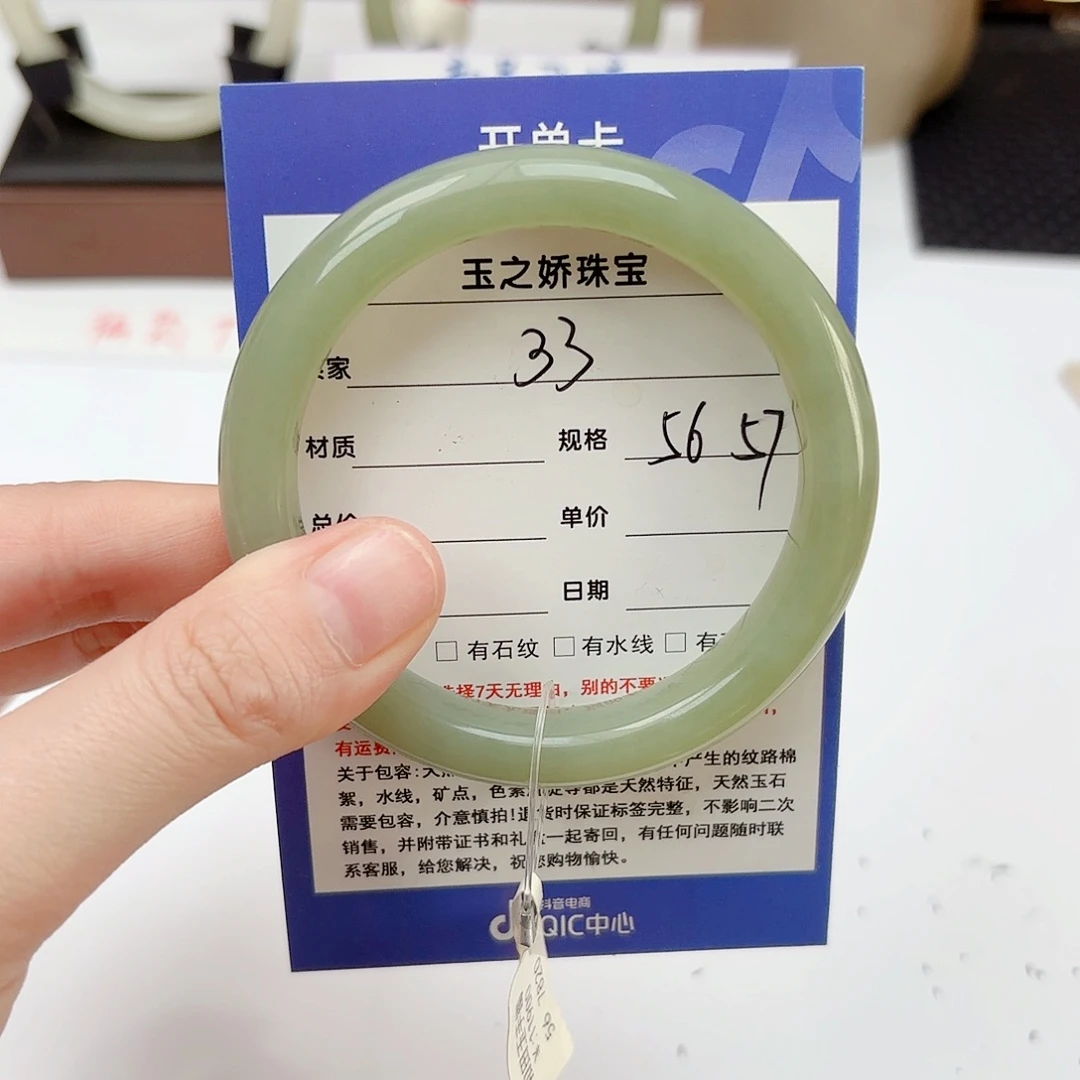 开单卡
玉之娇珠宝
家 33
材质 规格 56 57
总价 单价
日期
□ 有石纹 □ 有水线 □ 有
择7天无理由，别的不要
有运费
关于包容:天 产生的纹路棉
絮，水线，矿点，色素 等都是天然特征，天然玉石
需要包容，介意慎拍!退货时保证标签完整，不影响二次
销售，并附带证书和礼 一起寄回，有任何问题随时联
系客服，给您解决，祝您购物愉快。
抖音电商
QIC中心
56 7820